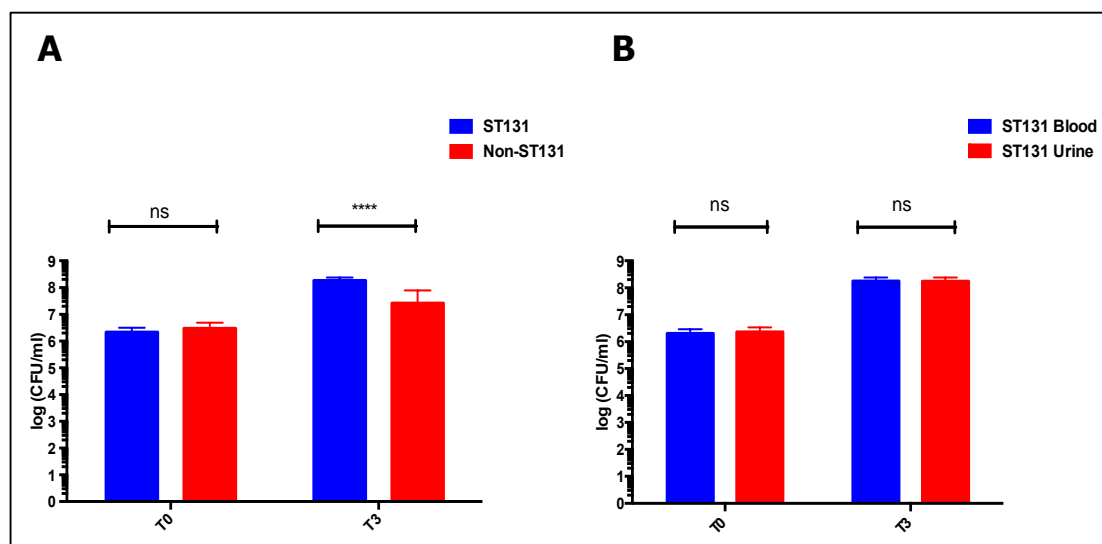 A
ST131
Non-ST131
ns
****
9
8
7
6
5
4
3
2
1
0
log (CFU/ml)
T0
T3
B
ST131 Blood
ST131 Urine
ns
ns
9
8
7
6
5
4
3
2
1
0
log (CFU/ml)
T0
T3